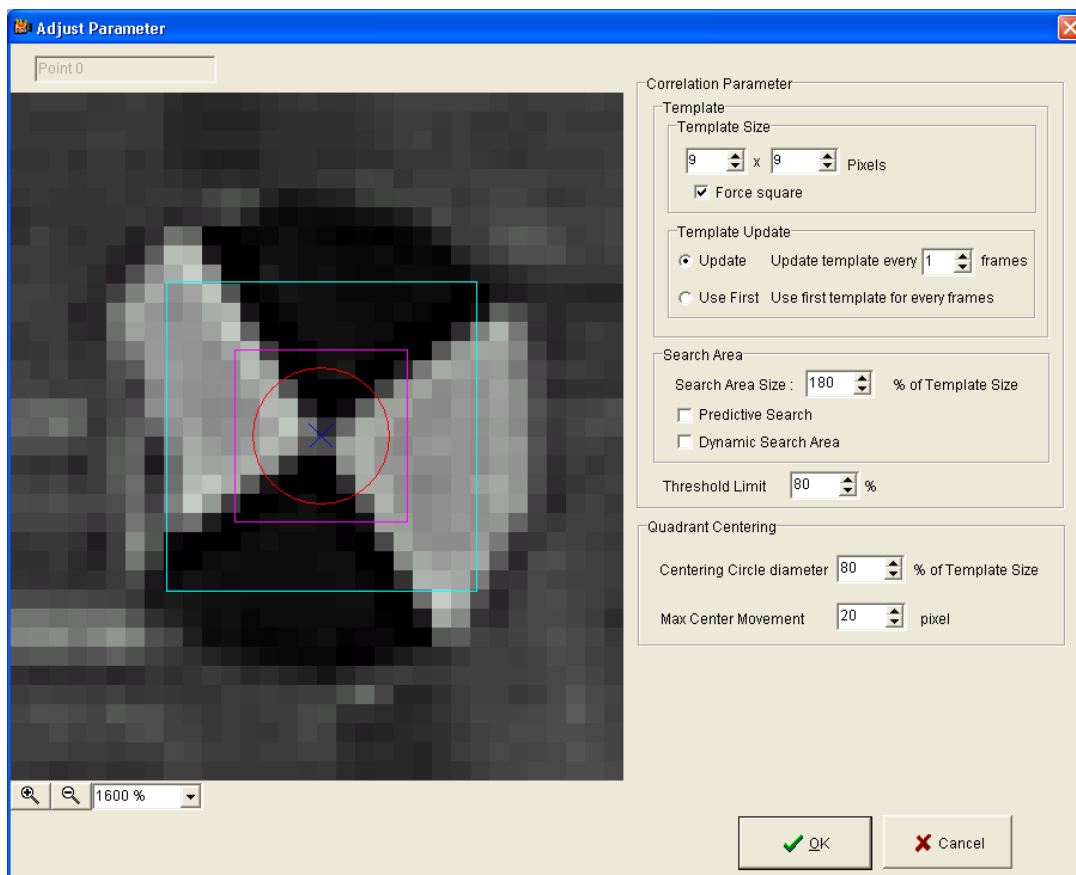 Adjust Parameter
Point 0
Correlation Parameter
Template
Template Size
9 x 9 Pixels
Force square
Template Update
Update Update template every 1 frames
Use First Use first template for every frames
Search Area
Search Area Size : 180 % of Template Size
Predictive Search
Dynamic Search Area
Threshold Limit 80 %
Quadrant Centering
Centering Circle diameter 80 % of Template Size
Max Center Movement 20 pixel
1600 %
OK Cancel